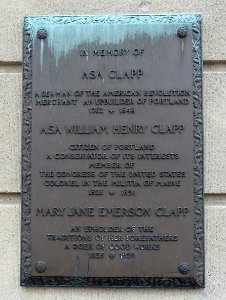 IN MEMORY OF
ASA CLAPP
A SEAMAN OF THE AMERICAN REVOLUTION
MERCHANT AN UPBUILDER OF PORTLAND
1762 1848
ASA WILLIAM HENRY CLAPP
CITIZEN OF PORTLAND
A CONSERVATOR OF ITS INTERESTS
MEMBER OF
THE CONGRESS OF THE UNITED STATES
COLONEL IN THE MILITIA OF MAINE
1805 1891
MARY JANE EMERSON CLAPP
AN UPHOLDER OF THE
TRADITIONS OF HER FOREFATHERS
A DOER OF GOOD WORKS
1920